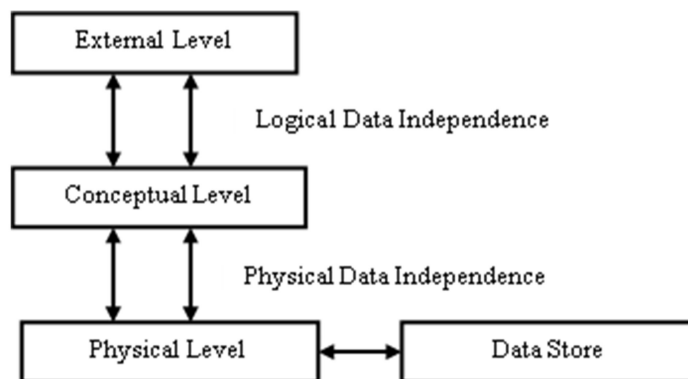 External Level
Logical Data Independence
Conceptual Level
Physical Data Independence
Physical Level
Data Store